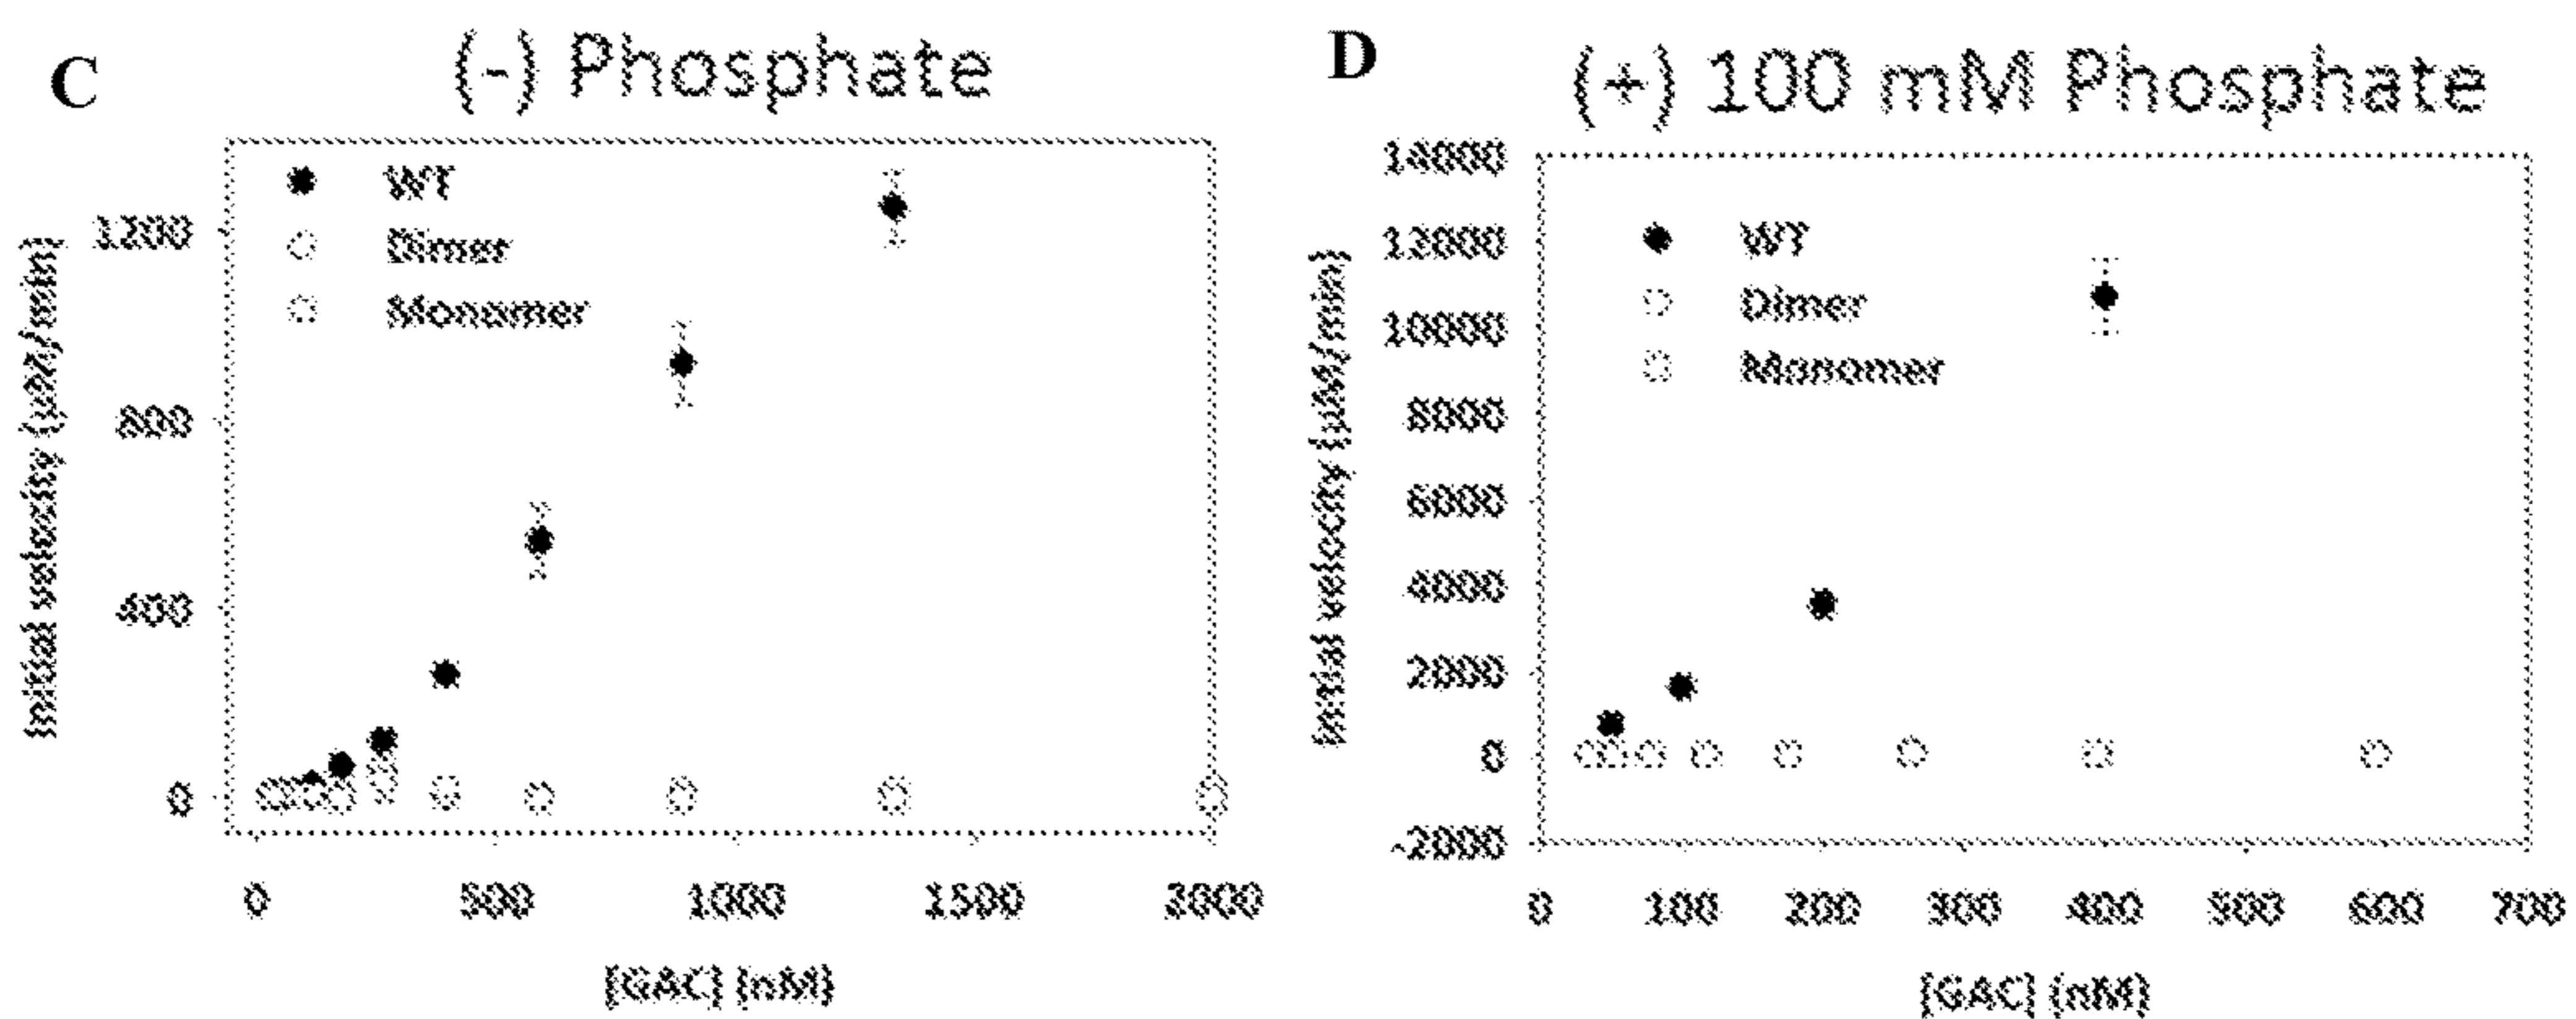 C
(-) Phosphate
WT
Dimer
Monomer
Initial velocity (µM/min)
1200
800
400
0
0
500
1000
1500
2000
[GAC] (nM)
D
(+) 100 mM Phosphate
WT
Dimer
Monomer
Initial velocity (µM/min)
14000
12000
10000
8000
6000
4000
2000
0
-2000
0
100
200
300
400
500
600
700
[GAC] (nM)